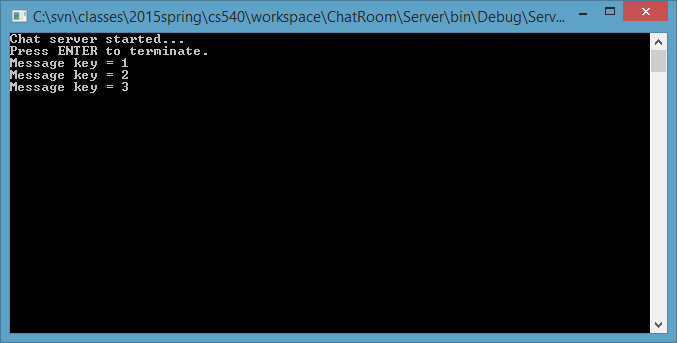 C:\svn\classes\2015spring\cs540\workspace\ChatRoom\Server\bin\Debug\Serv...
Chat server started...
Press ENTER to terminate.
Message key = 1
Message key = 2
Message key = 3